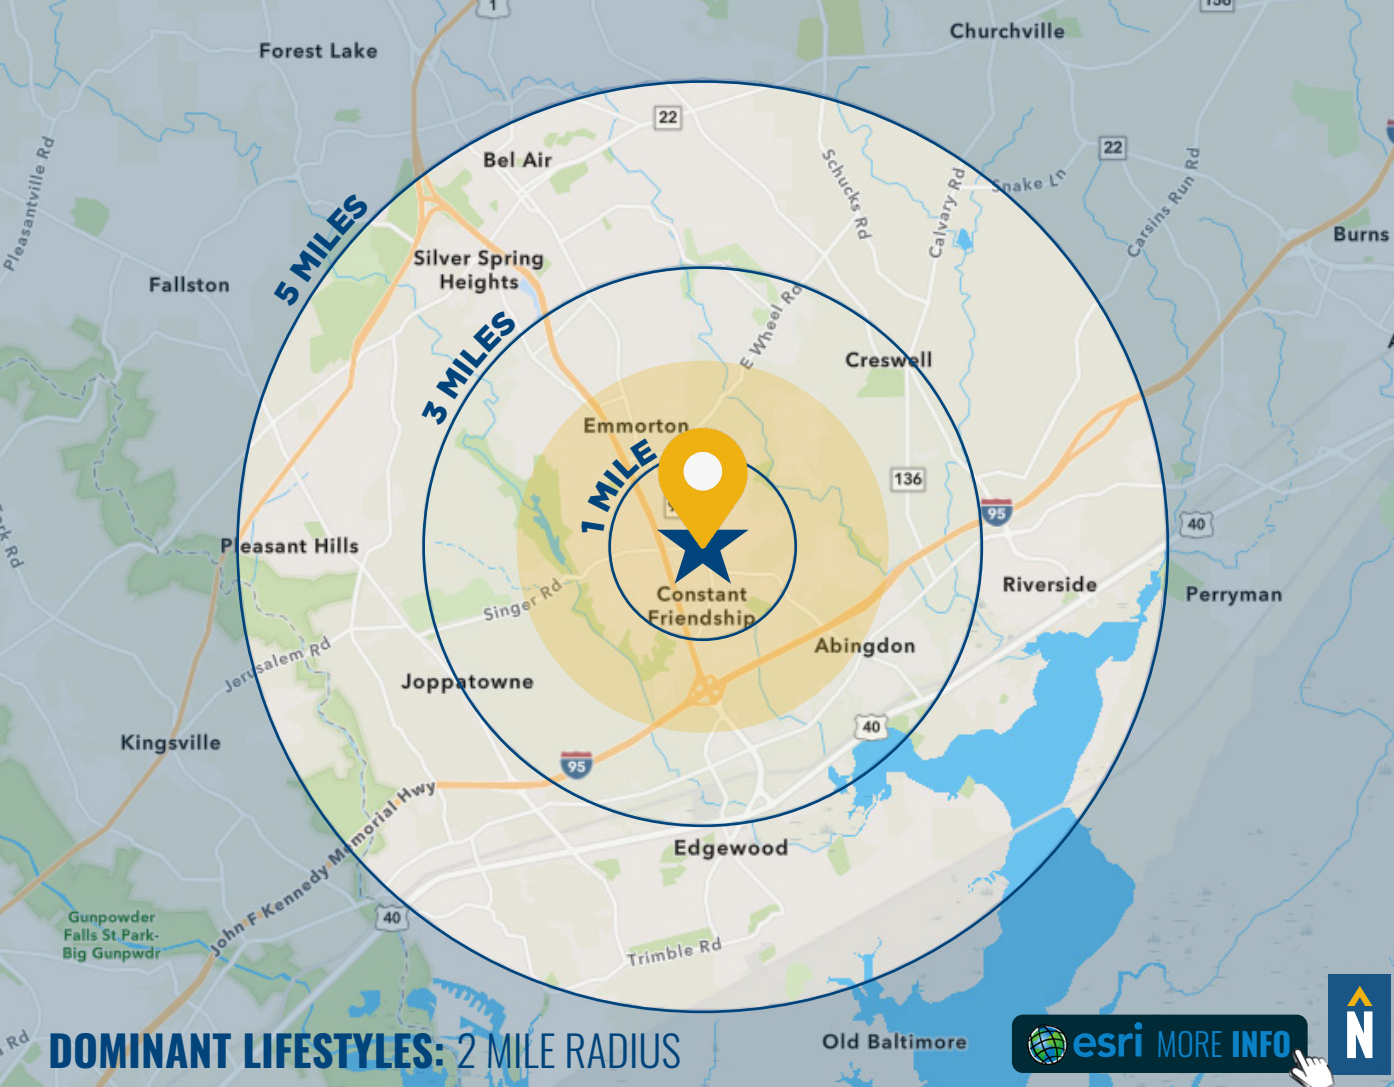 1
156
Churchville
Forest Lake
22
22
Bel Air
Pleasantville Rd
Schucks Rd
Calvary Rd
Snake Ln
Carsins Run Rd
5 MILES
Burns
Silver Spring
Heights
Fallston
3 MILES
E Wheel Rd
Creswell
Emmorton
1 MILE
136
95
40
Pleasant Hills
Constant
Friendship
Singer Rd
Riverside
Perryman
Abingdon
Jerusalem Rd
Joppatowne
40
Kingsville
95
John F Kennedy Memorial Hwy
Edgewood
40
Gunpowder
Falls St Park-
Big Gunpwdr
Trimble Rd
Rd
Old Baltimore
DOMINANT LIFESTYLES: 2 MILE RADIUS
esri MORE INFO
N